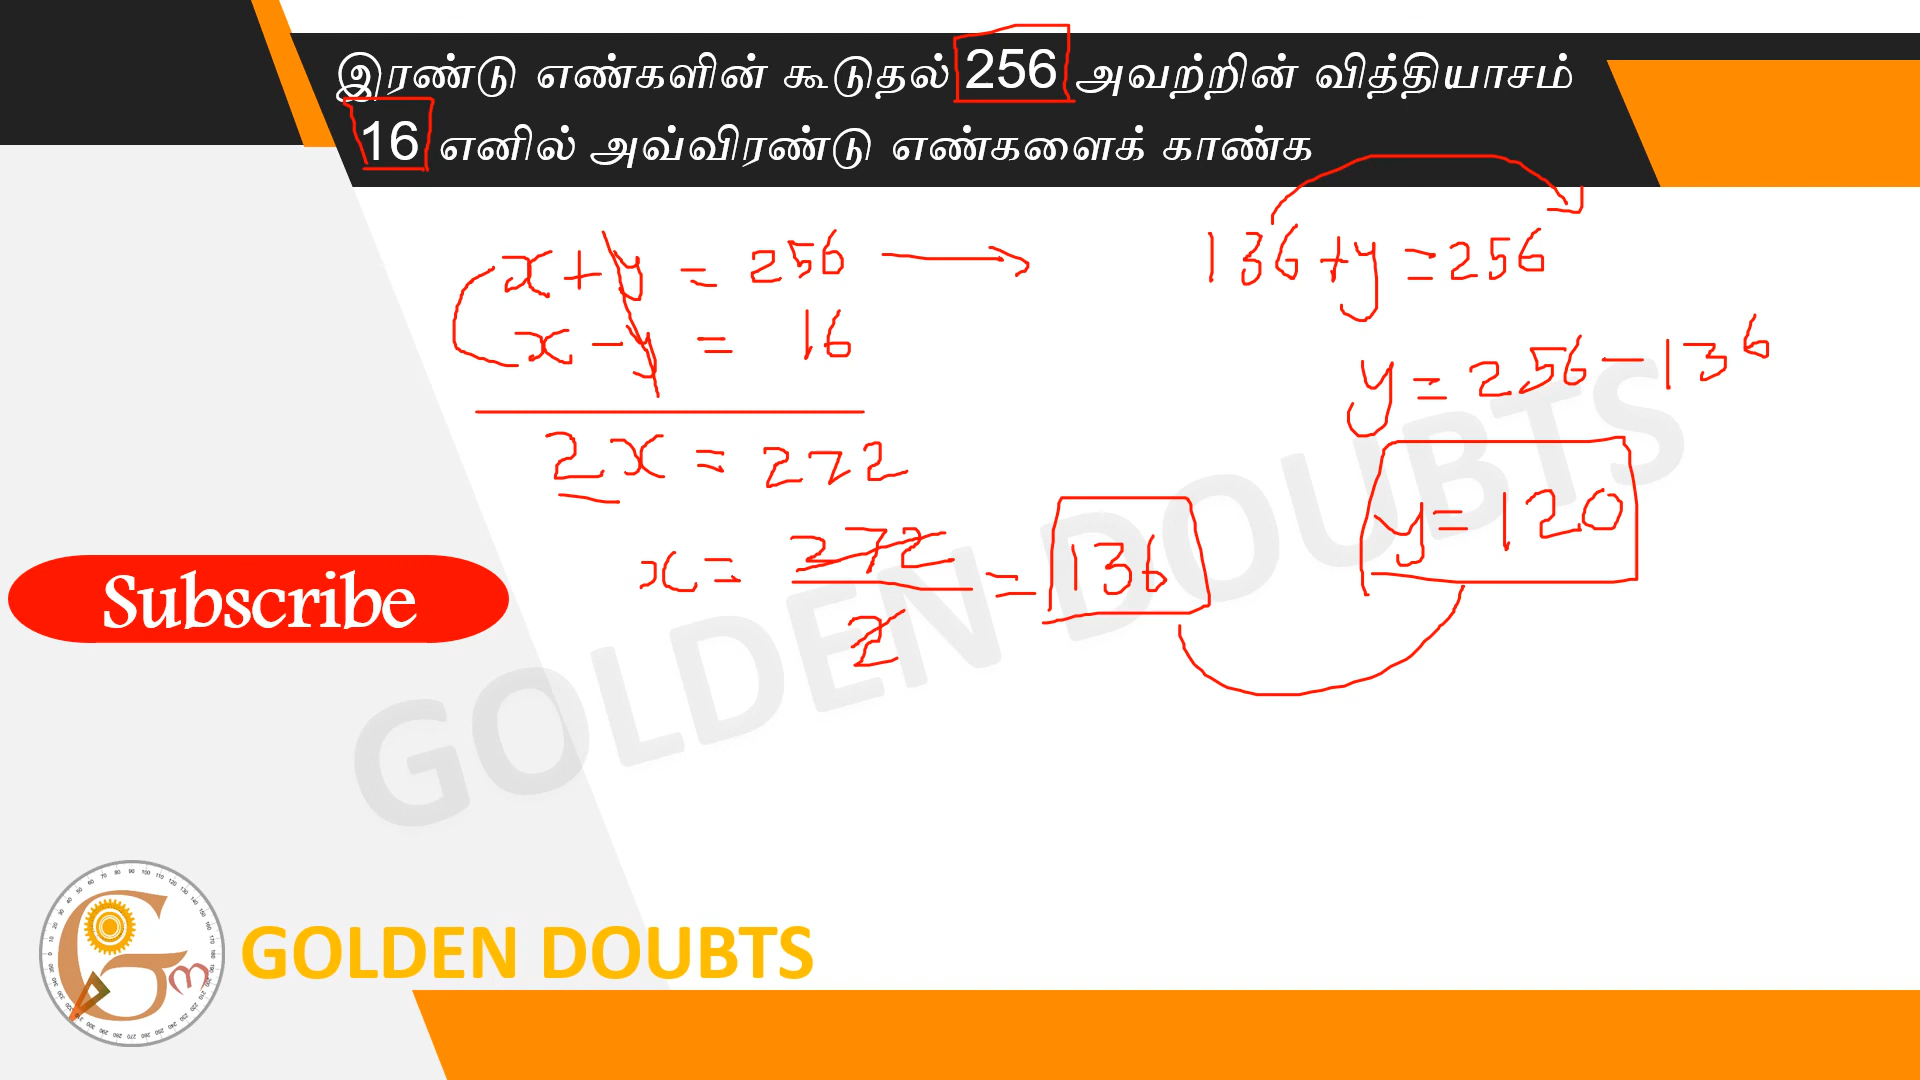 இரண்டு எண்களின் கூடுதல் 256 அவற்றின் வித்தியாசம்
16 எனில் அவ்விரண்டு எண்களைக் காண்க
x+y = 256
x-y = 16
2x = 272
x = 272/2 = 136
136+y=256
y=256-136
y=120
Subscribe
GOLDEN DOUBTS
GOLDEN DOUBTS